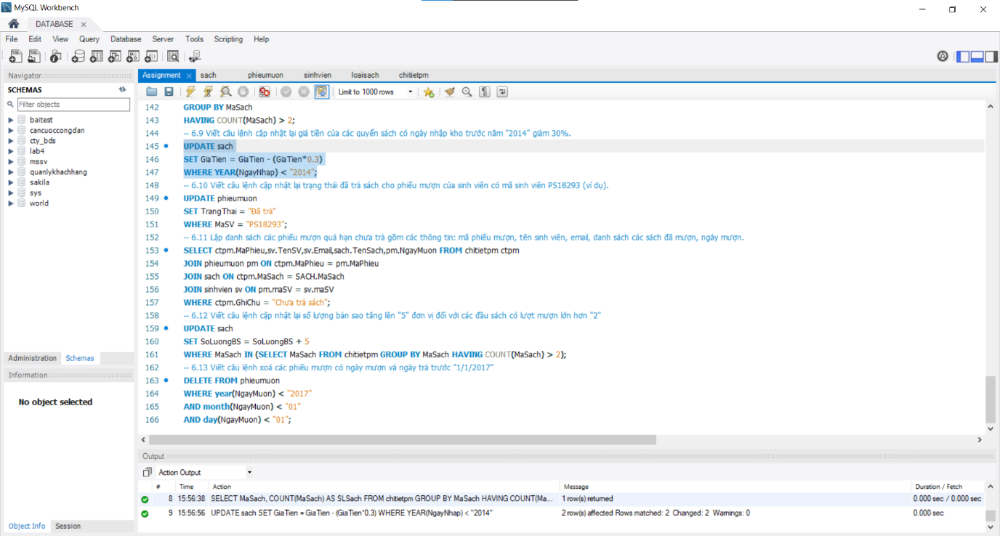 MySQL Workbench
DATABASE
File Edit View Query Database Server Tools Scripting Help
Navigator
SCHEMAS
Filter objects
baitest
cancuoccongdan
cty_bds
lab4
mssv
quanlykhachhang
sakila
sys
world
Administration Schemas
Information
No object selected
Object Info Session
Assignment sach phieumuon sinhvien loaisach chitietpm
Limit to 1000 rows
142 GROUP BY MaSach
143 HAVING COUNT(MaSach) > 2;
144 -- 6.9 Viết câu lệnh cập nhật lại giá tiền của các quyển sách có ngày nhập kho trước năm "2014" giảm 30%.
145 UPDATE sach
146 SET GiaTien = GiaTien - (GiaTien*0.3)
147 WHERE YEAR(NgayNhap) < "2014";
148 -- 6.10 Viết câu lệnh cập nhật lại trạng thái đã trả sách cho phiếu mượn của sinh viên có mã sinh viên PS18293 (ví dụ).
149 UPDATE phieumuon
150 SET TrangThai = "Đã trả"
151 WHERE MaSV = "PS18293";
152 -- 6.11 Lập danh sách các phiếu mượn quá hạn chưa trả gồm các thông tin: mã phiếu mượn, tên sinh viên, email, danh sách các sách đã mượn, ngày mượn.
153 SELECT ctpm.MaPhieu,sv.TenSV,sv.Email,sach.TenSach,pm.NgayMuon FROM chitietpm ctpm
154 JOIN phieumuon pm ON ctpm.MaPhieu = pm.MaPhieu
155 JOIN sach ON ctpm.MaSach = SACH.MaSach
156 JOIN sinhvien sv ON pm.maSV = sv.maSV
157 WHERE ctpm.GhiChu = "Chưa trả sách";
158 -- 6.12 Viết câu lệnh cập nhật lại số lượng bản sao tăng lên "5" đơn vị đối với các đầu sách có lượt mượn lớn hơn "2"
159 UPDATE sach
160 SET SoLuongBS = SoLuongBS + 5
161 WHERE MaSach IN (SELECT MaSach FROM chitietpm GROUP BY MaSach HAVING COUNT(MaSach) > 2);
162 -- 6.13 Viết câu lệnh xoá các phiếu mượn có ngày mượn và ngày trả trước "1/1/2017"
163 DELETE FROM phieumuon
164 WHERE year(NgayMuon) < "2017"
165 AND month(NgayMuon) < "01"
166 AND day(NgayMuon) < "01";
Output
Action Output
# Time Action Message Duration / Fetch
8 15:56:38 SELECT MaSach, COUNT(MaSach) AS SLSach FROM chitietpm GROUP BY MaSach HAVING COUNT(Ma... 1 row(s) returned 0.000 sec / 0.000 sec
9 15:56:56 UPDATE sach SET GiaTien = GiaTien - (GiaTien*0.3) WHERE YEAR(NgayNhap) < "2014" 2 row(s) affected Rows matched: 2 Changed: 2 Warnings: 0 0.000 sec